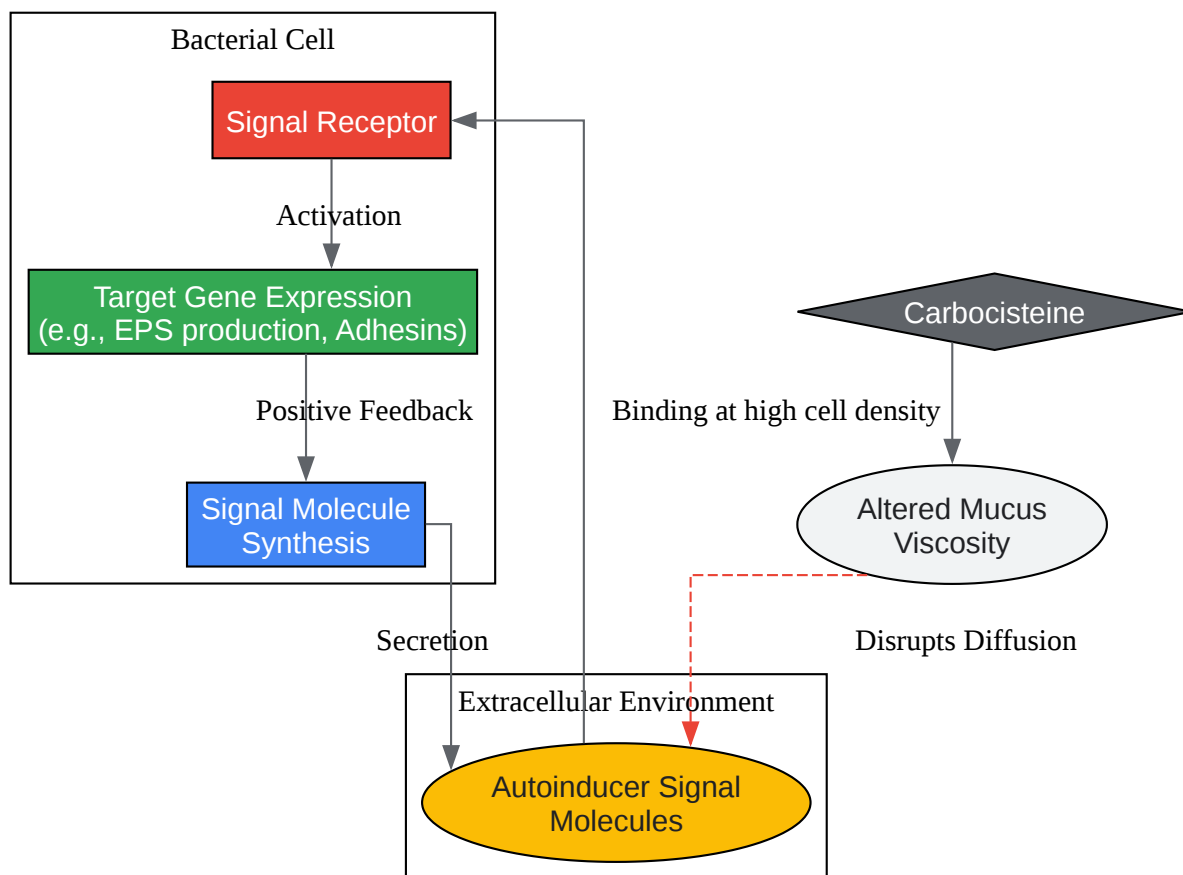 Bacterial Cell
Signal Receptor
Activation
Target Gene Expression
(e.g., EPS production, Adhesins)
Carbocisteine
Positive Feedback
Binding at high cell density
Signal Molecule
Synthesis
Altered Mucus
Viscosity
Secretion
Disrupts Diffusion
Extracellular Environment
Autoinducer Signal
Molecules